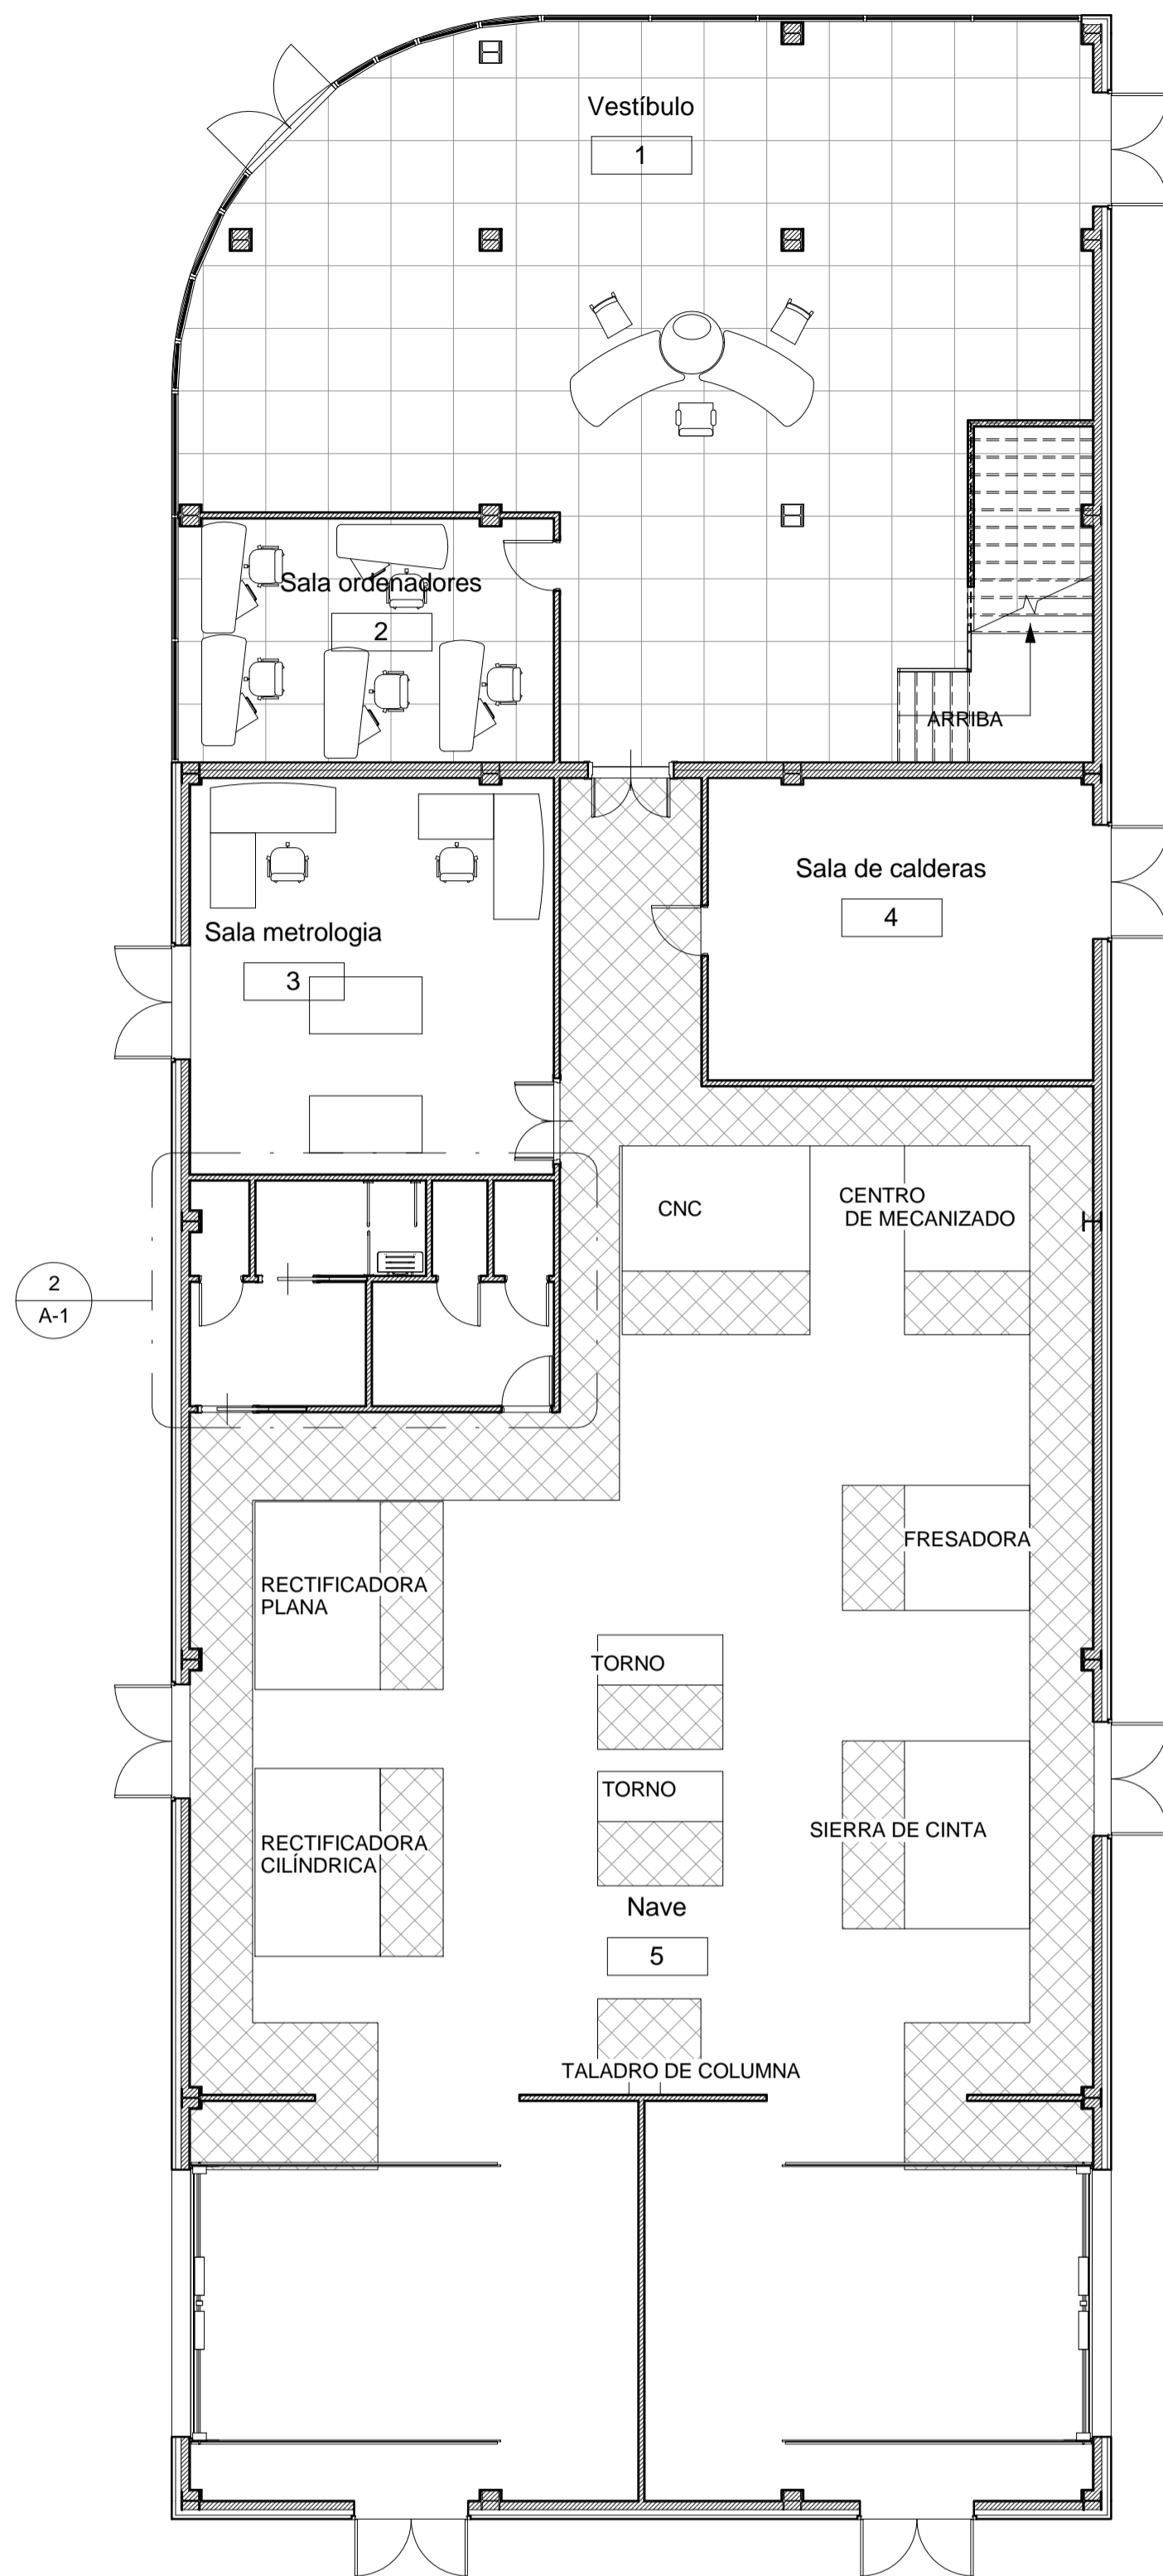 Vestíbulo
1
Sala ordenadores
2
ARRIBA
Sala de calderas
4
Sala metrologia
3
CNC
CENTRO
DE MECANIZADO
2
A-1
FRESADORA
RECTIFICADORA
PLANA
TORNO
TORNO
SIERRA DE CINTA
RECTIFICADORA
CILÍNDRICA
Nave
5
TALADRO DE COLUMNA